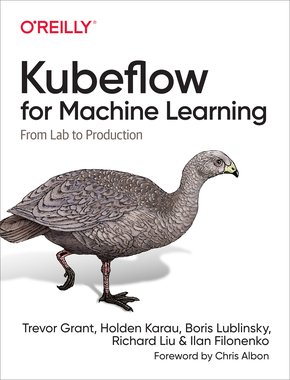 O'REILLY®
Kubeflow
for Machine Learning
From Lab to Production
Trevor Grant, Holden Karau, Boris Lublinsky,
Richard Liu & Ilan Filonenko
Foreword by Chris Albon